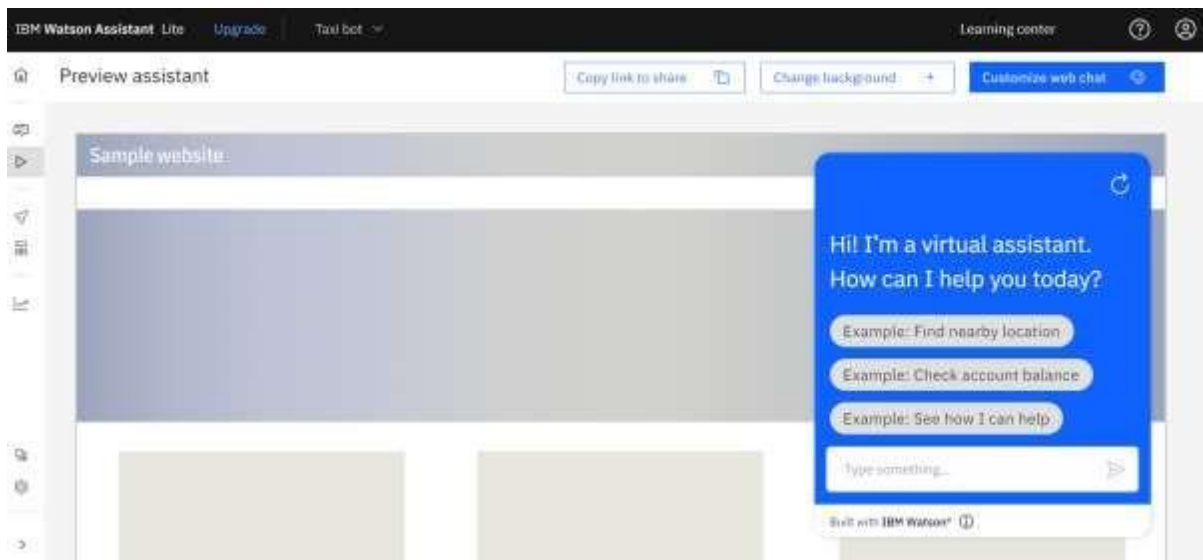 IBM Watson Assistant Lite Upgrade Taxi bot Learning center
Preview assistant Copy link to share Change background + Customize web chat
Sample website
Hi! I'm a virtual assistant.
How can I help you today?
Example: Find nearby location
Example: Check account balance
Example: See how I can help
Type something...
Built with IBM Watson®